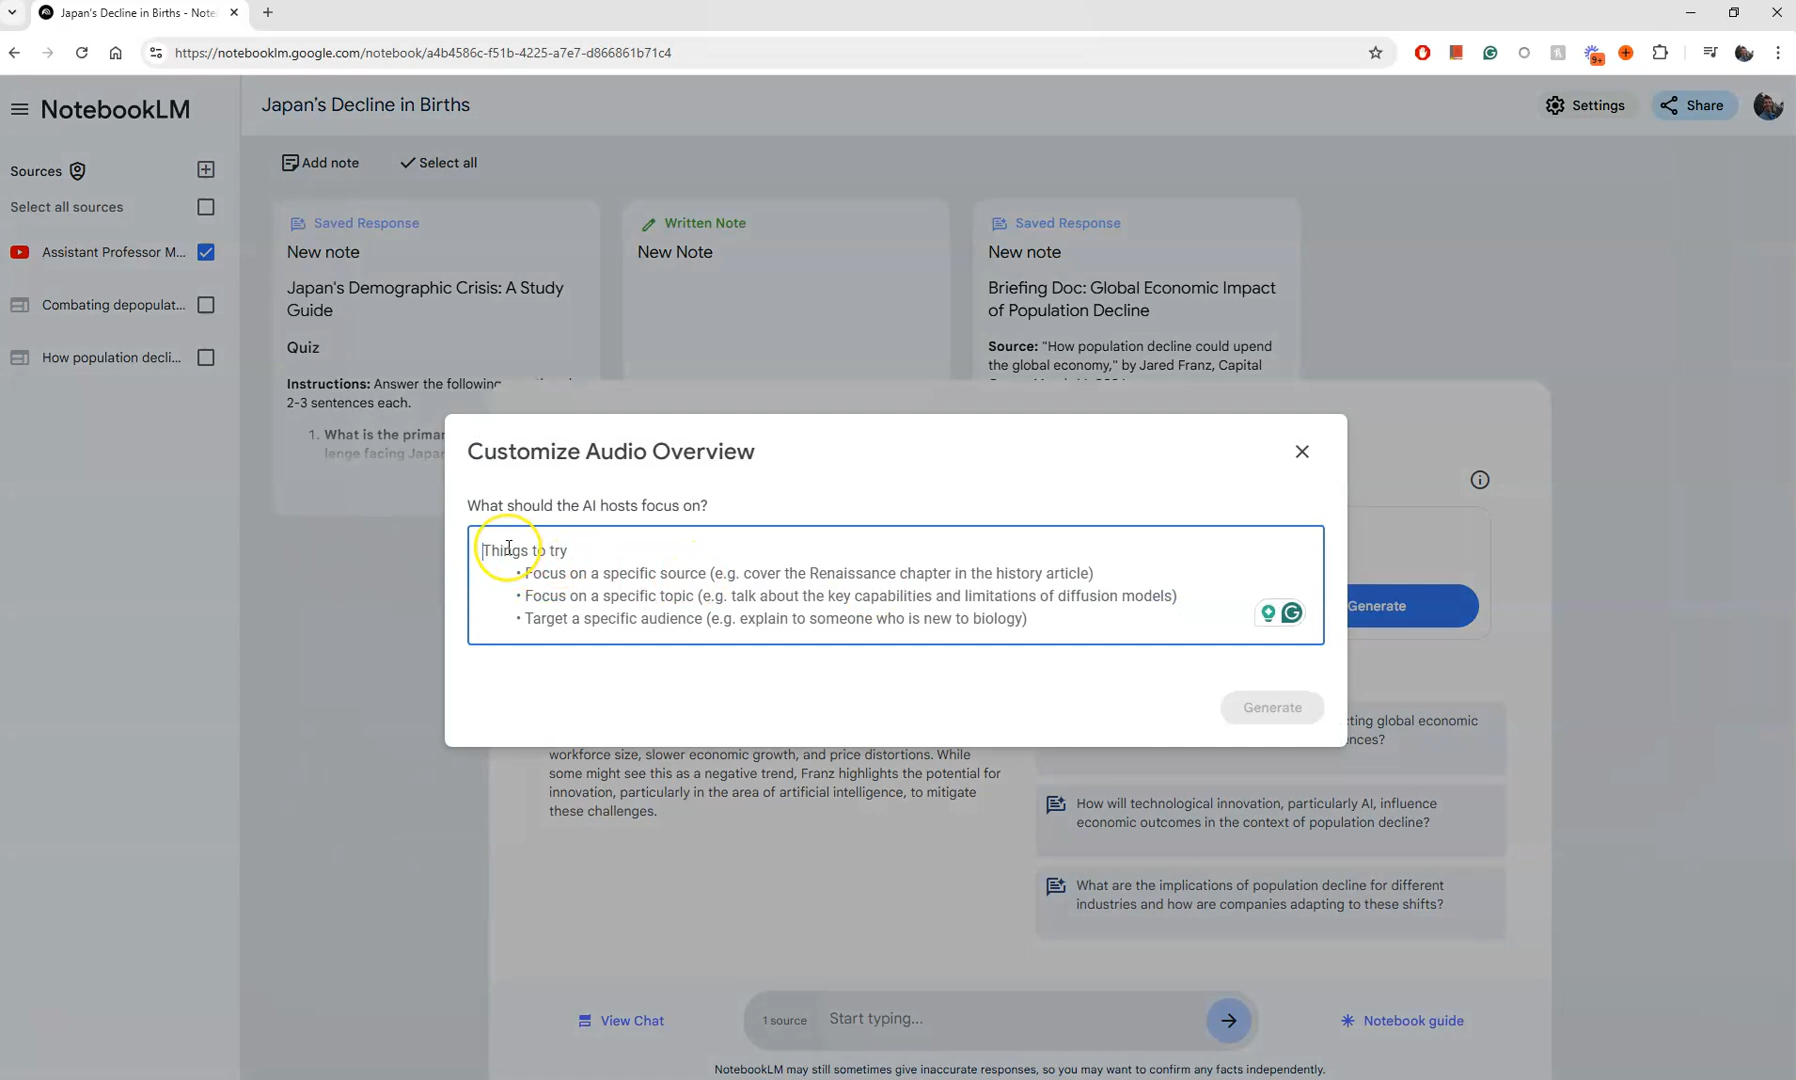 Japan's Decline in Births - Note
https://notebooklm.google.com/notebook/a4b4586c-f51b-4225-a7e7-d866861b71c4
9+
NotebookLM
Japan's Decline in Births
Settings
Share
Sources
Select all sources
Assistant Professor M...
Combating depopulat...
How population decli...
Add note
Select all
Saved Response
New note
Japan's Demographic Crisis: A Study
Guide
Quiz
Instructions: Answer the following
2-3 sentences each.
1. What is the primar
lenge facing Japa
Written Note
New Note
Saved Response
New note
Briefing Doc: Global Economic Impact
of Population Decline
Source: "How population decline could upend
the global economy," by Jared Franz, Capital
Customize Audio Overview
What should the AI hosts focus on?
Things to try
• Focus on a specific source (e.g. cover the Renaissance chapter in the history article)
• Focus on a specific topic (e.g. talk about the key capabilities and limitations of diffusion models)
• Target a specific audience (e.g. explain to someone who is new to biology)
Generate
Generate
workforce size, slower economic growth, and price distortions. While
some might see this as a negative trend, Franz highlights the potential for
innovation, particularly in the area of artificial intelligence, to mitigate
these challenges.
cting global economic
nces?
How will technological innovation, particularly AI, influence
economic outcomes in the context of population decline?
What are the implications of population decline for different
industries and how are companies adapting to these shifts?
View Chat
1 source
Start typing...
Notebook guide
NotebookLM may still sometimes give inaccurate responses, so you may want to confirm any facts independently.